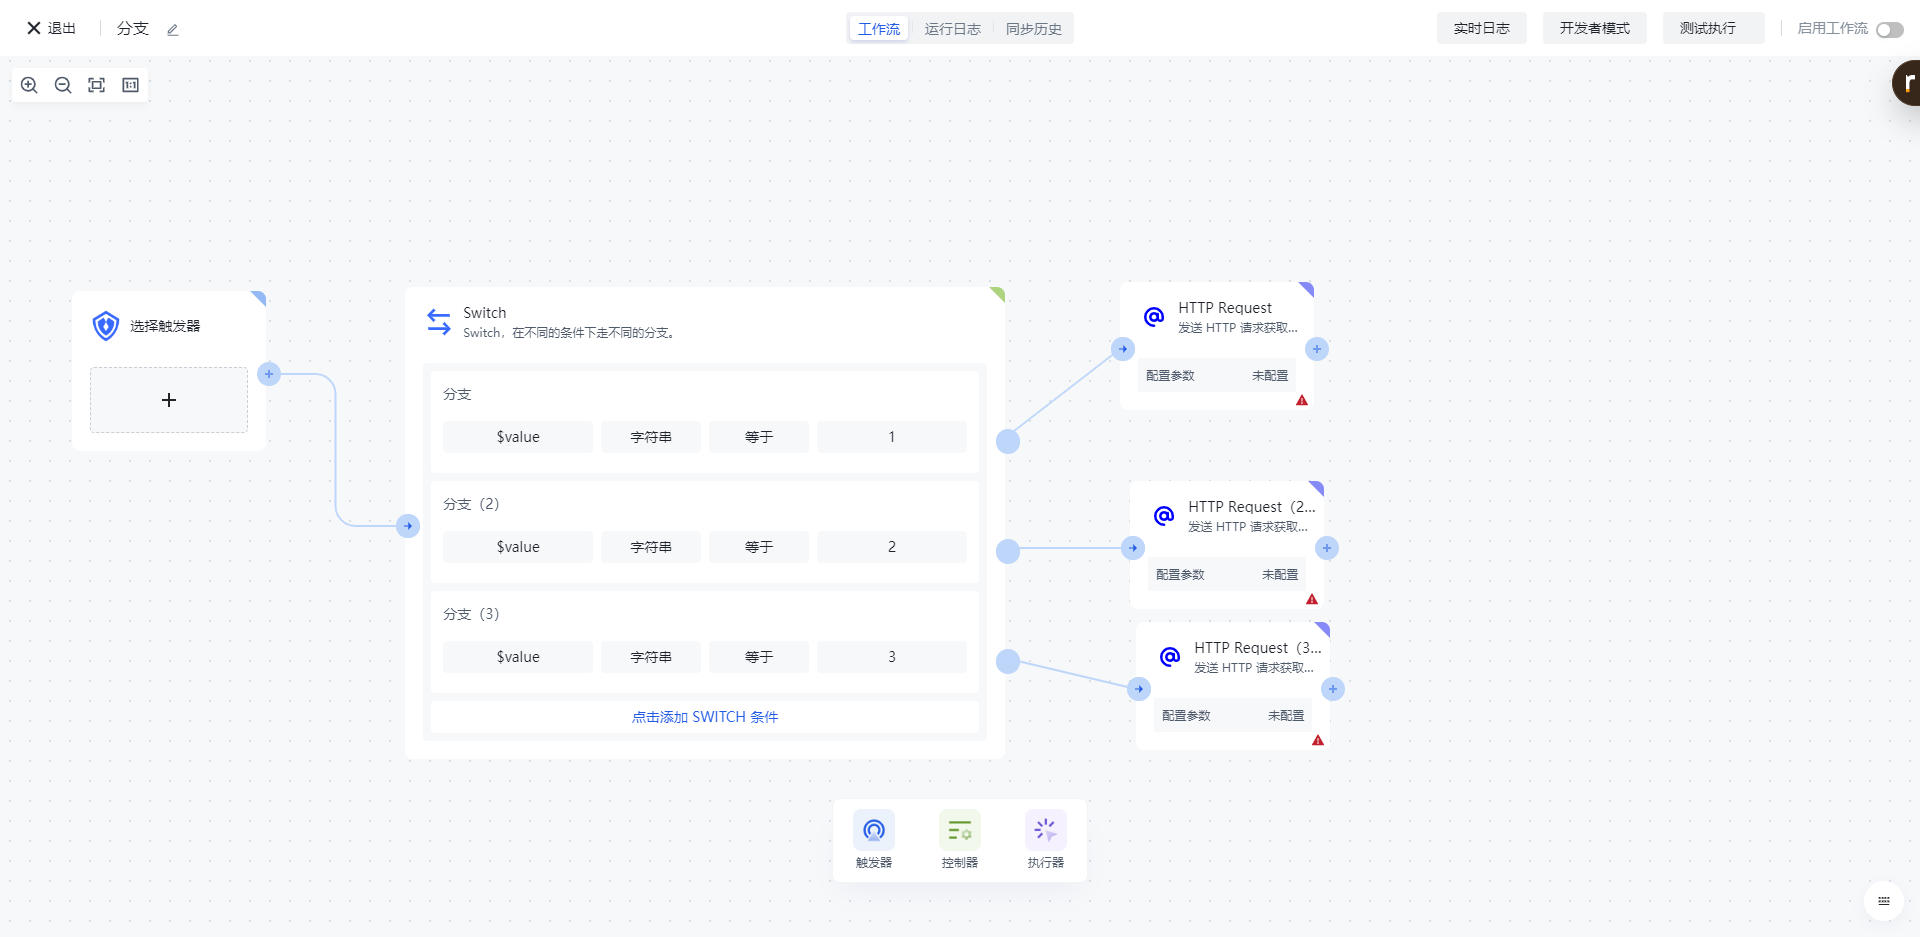 退出
分支
工作流
运行日志
同步历史
实时日志
开发者模式
测试执行
启用工作流
1:1
r
选择触发器
Switch
Switch，在不同的条件下走不同的分支。
分支
$value 字符串 等于 1
分支（2）
$value 字符串 等于 2
分支（3）
$value 字符串 等于 3
点击添加 SWITCH 条件
HTTP Request
发送 HTTP 请求获取...
配置参数 未配置
HTTP Request（2...
发送 HTTP 请求获取...
配置参数 未配置
HTTP Request（3...
发送 HTTP 请求获取...
配置参数 未配置
触发器
控制器
执行器